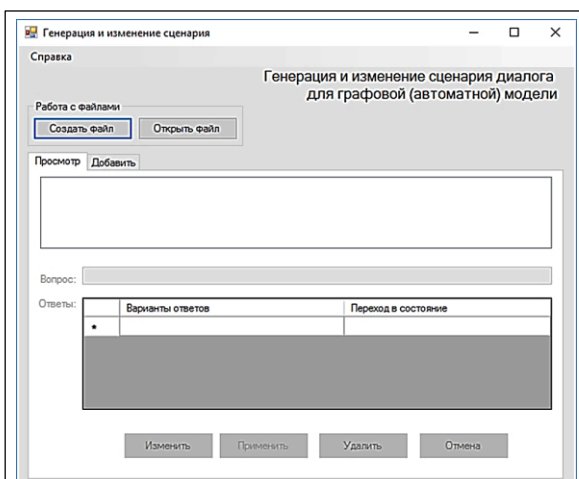 Генерация и изменение сценария
Справка
Генерация и изменение сценария диалога
для графовой (автоматной) модели
Работа с файлами
Создать файл Открыть файл
Просмотр Добавить
Вопрос:
Ответы: Варианты ответов Переход в состояние
*
Изменить Применить Удалить Отмена